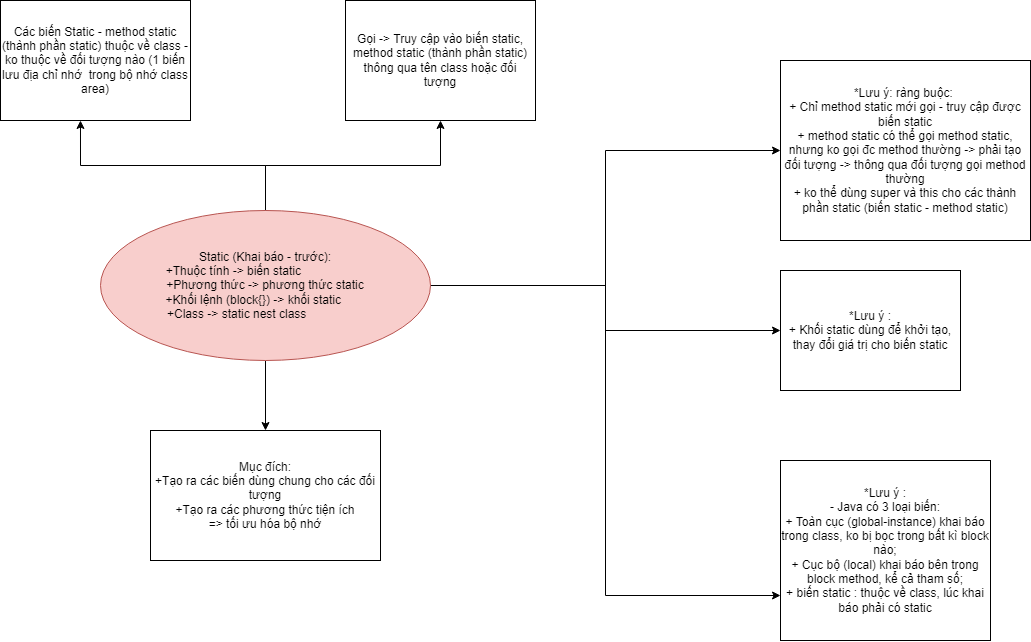 Các biến Static - method static
(thành phần static) thuộc về class -
ko thuộc về đối tượng nào (1 biến
lưu địa chỉ nhớ  trong bộ nhớ class
area)
Gọi -> Truy cập vào biến static,
method static (thành phần static)
thông qua tên class hoặc đối
tượng
*Lưu ý: ràng buộc:
+ Chỉ method static mới gọi - truy cập được
biến static
+ method static có thể gọi method static,
nhưng ko gọi đc method thường -> phải tạo
đối tượng -> thông qua đối tượng gọi method
thường
+ ko thể dùng super và this cho các thành
phần static (biến static - method static)
Static (Khai báo - trước):
+Thuộc tính -> biến static
+Phương thức -> phương thức static
+Khối lệnh (block{}) -> khối static
+Class -> static nest class
*Lưu ý :
+ Khối static dùng để khởi tạo,
thay đổi giá trị cho biến static
Mục đích:
+Tạo ra các biến dùng chung cho các đối
tượng
+Tạo ra các phương thức tiện ích
=> tối ưu hóa bộ nhớ
*Lưu ý :
- Java có 3 loại biến:
+ Toàn cục (global-instance) khai báo
trong class, ko bị bọc trong bất kì block
nào;
+ Cục bộ (local) khai báo bên trong
block method, kể cả tham số;
+ biến static : thuộc về class, lúc khai
báo phải có static